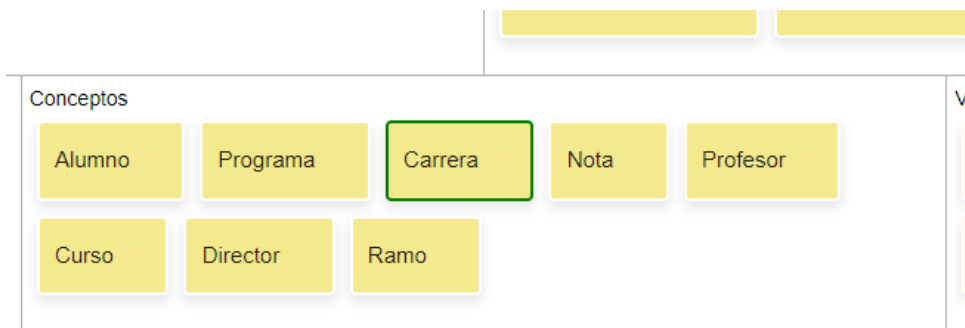 Conceptos
Alumno Programa Carrera Nota Profesor
Curso Director Ramo